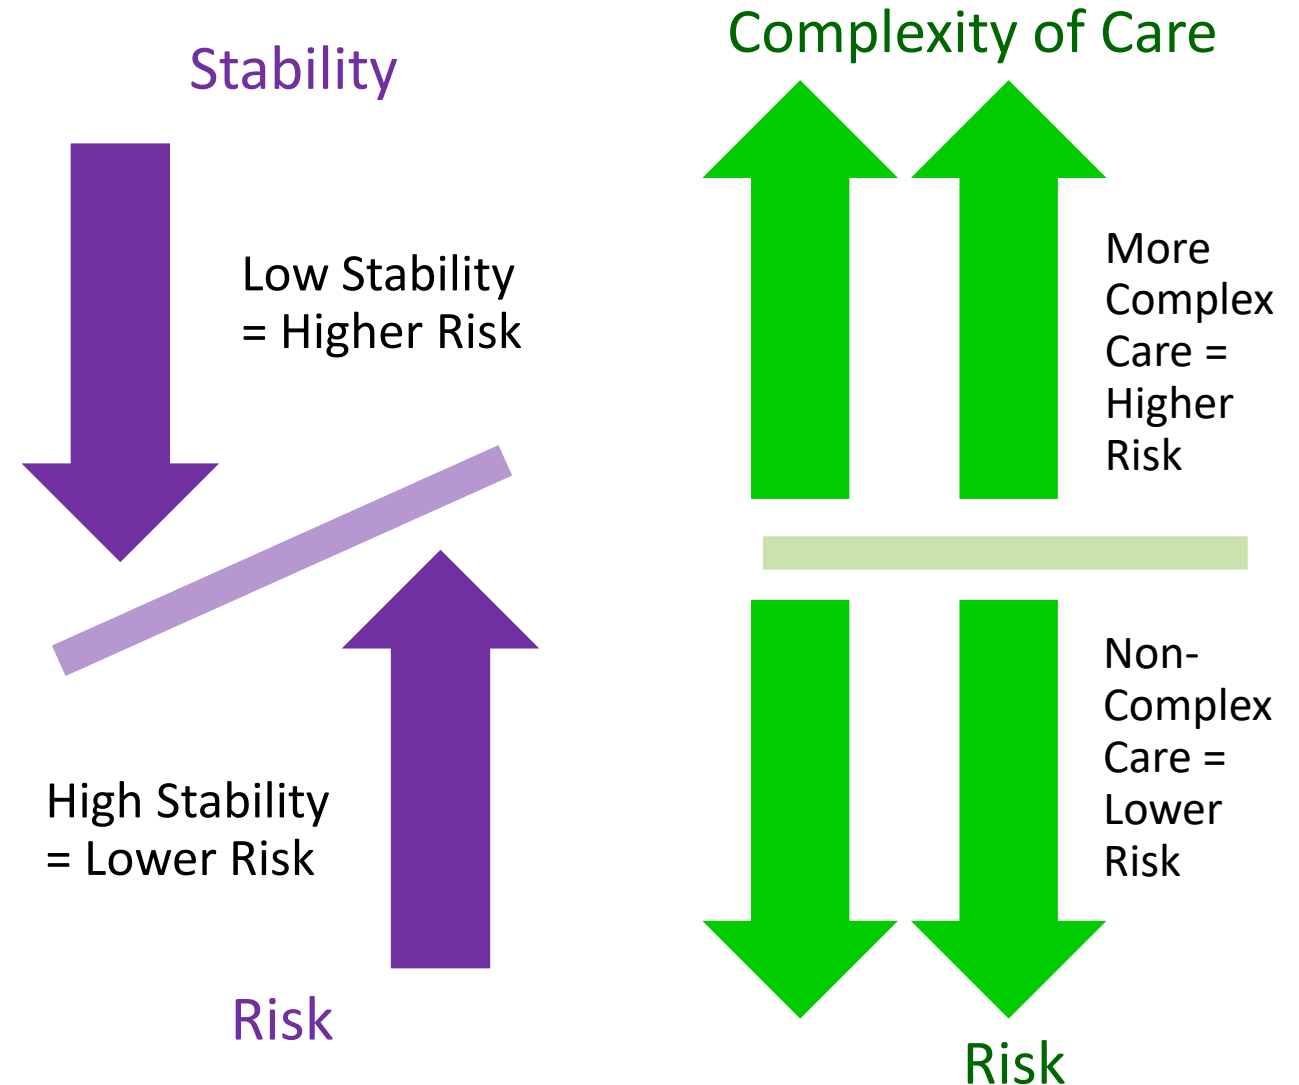 Stability
Low Stability
= Higher Risk
High Stability
= Lower Risk
Risk
Complexity of Care
More
Complex
Care =
Higher
Risk
Non-
Complex
Care =
Lower
Risk
Risk